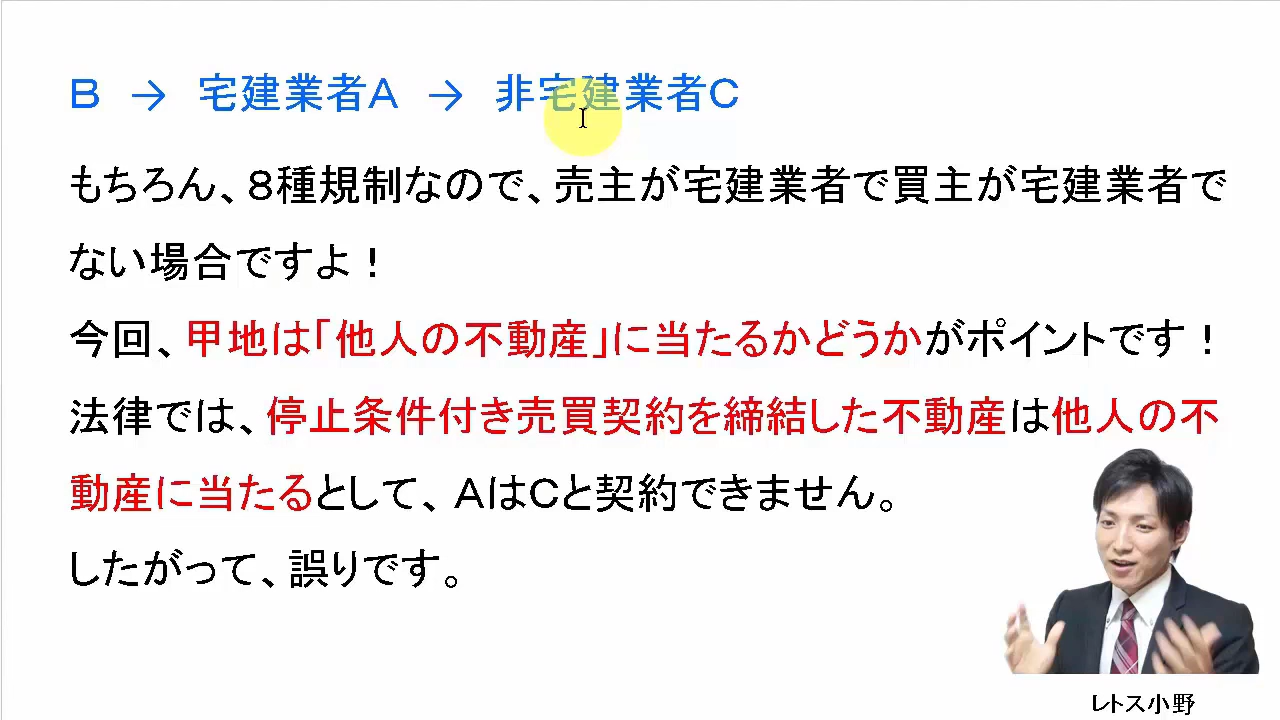 B → 宅建業者A → 非宅建業者C
もちろん、8種規制なので、売主が宅建業者で買主が宅建業者で
ない場合ですよ！
今回、甲地は「他人の不動産」に当たるかどうかがポイントです！
法律では、停止条件付き売買契約を締結した不動産は他人の不
動産に当たるとして、AはCと契約できません。
したがって、誤りです。
レトス小野